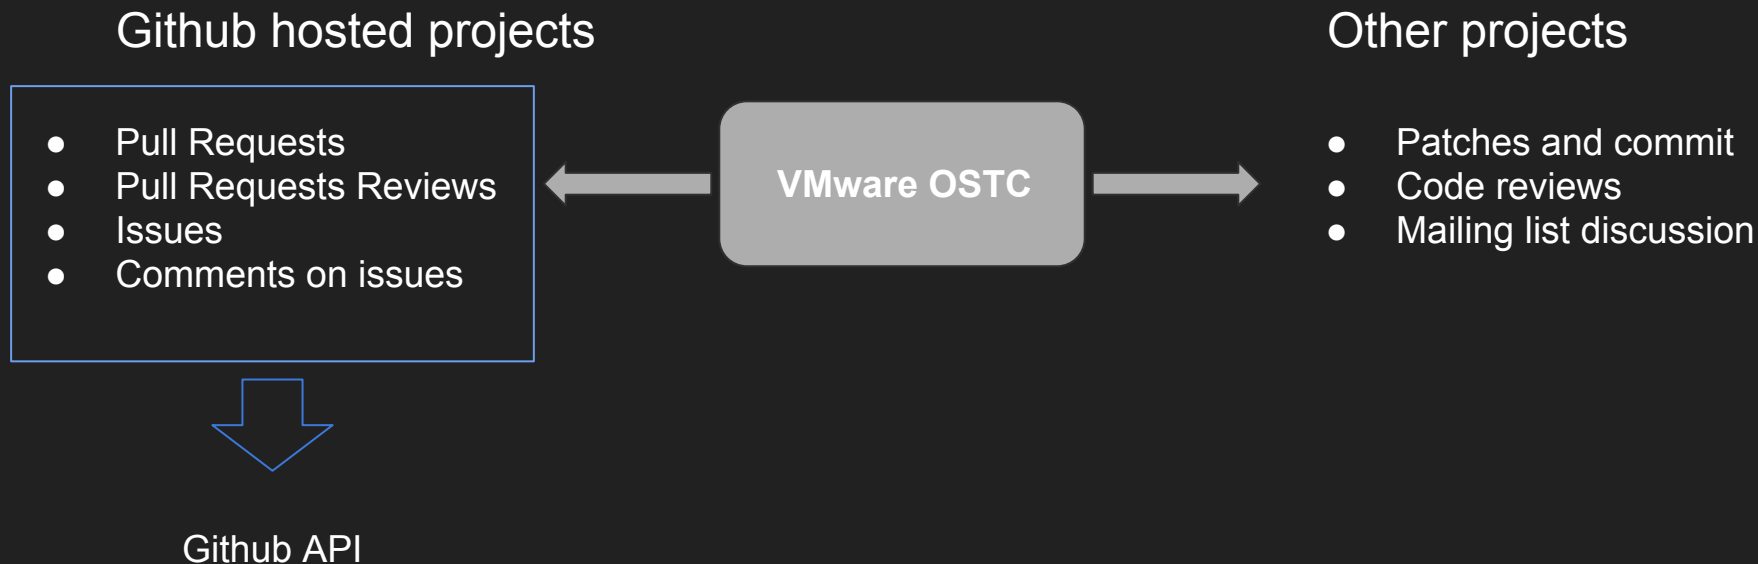 Github hosted projects
● Pull Requests
● Pull Requests Reviews
● Issues
● Comments on issues
Github API
VMware OSTC
Other projects
● Patches and commit
● Code reviews
● Mailing list discussion